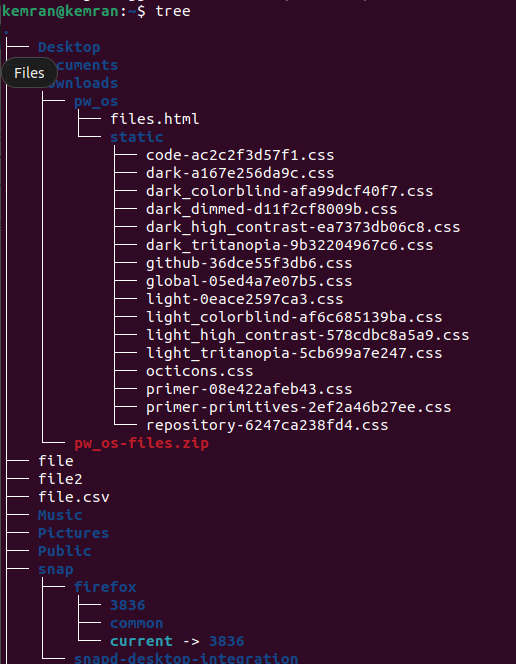 kemran@kemran:~$ tree
.
├── Desktop
cuments
Files
wnloads
│   ├── pw_os
│   │   ├── files.html
│   │   └── static
│   │       ├── code-ac2c2f3d57f1.css
│   │       ├── dark-a167e256da9c.css
│   │       ├── dark_colorblind-afa99dcf40f7.css
│   │       ├── dark_dimmed-d11f2cf8009b.css
│   │       ├── dark_high_contrast-ea7373db06c8.css
│   │       ├── dark_tritanopia-9b32204967c6.css
│   │       ├── github-36dce55f3db6.css
│   │       ├── global-05ed4a7e07b5.css
│   │       ├── light-0eace2597ca3.css
│   │       ├── light_colorblind-af6c685139ba.css
│   │       ├── light_high_contrast-578cdbc8a5a9.css
│   │       ├── light_tritanopia-5cb699a7e247.css
│   │       ├── octicons.css
│   │       ├── primer-08e422afeb43.css
│   │       ├── primer-primitives-2ef2a46b27ee.css
│   │       └── repository-6247ca238fd4.css
│   └── pw_os-files.zip
├── file
├── file2
├── file.csv
├── Music
├── Pictures
├── Public
├── snap
│   ├── firefox
│   │   ├── 3836
│   │   ├── common
│   │   └── current -> 3836
│   └── snapd-desktop-integration